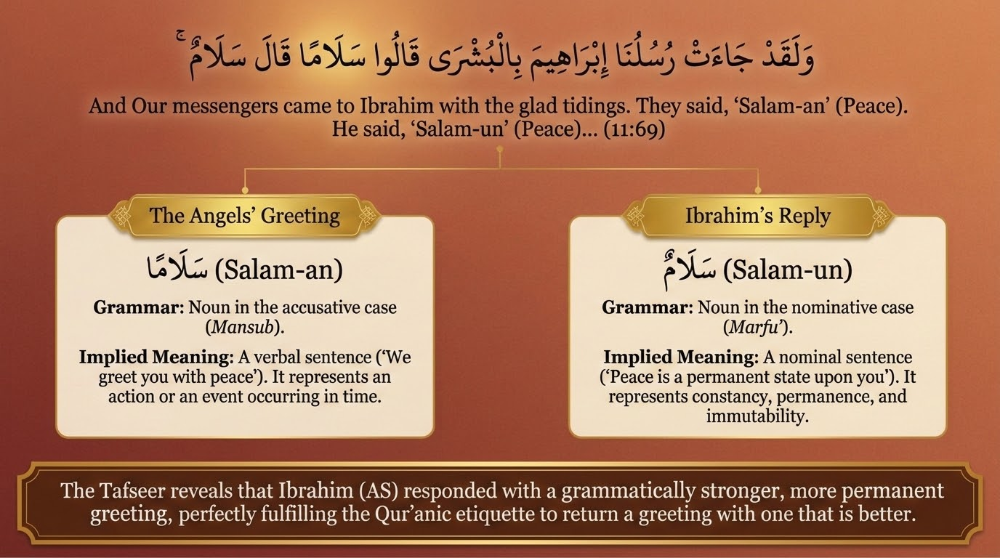 وَلَقَدْ جَاءَتْ رُسُلُنَا إِبْرَاهِيمَ بِالْبُشْرَى قَالُوا سَلَامًا قَالَ سَلَامٌ ۚ
And Our messengers came to Ibrahim with the glad tidings. They said, ‘Salam-an’ (Peace).
He said, ‘Salam-un’ (Peace)... (11:69)
The Angels’ Greeting
سَلَامًا (Salam-an)
Grammar: Noun in the accusative case
(Mansub).
Implied Meaning: A verbal sentence (‘We
greet you with peace’). It represents an
action or an event occurring in time.
Ibrahim’s Reply
سَلَامٌ (Salam-un)
Grammar: Noun in the nominative case
(Marfu’).
Implied Meaning: A nominal sentence
(‘Peace is a permanent state upon you’). It
represents constancy, permanence, and
immutability.
The Tafseer reveals that Ibrahim (AS) responded with a grammatically stronger, more permanent
greeting, perfectly fulfilling the Qur’anic etiquette to return a greeting with one that is better.